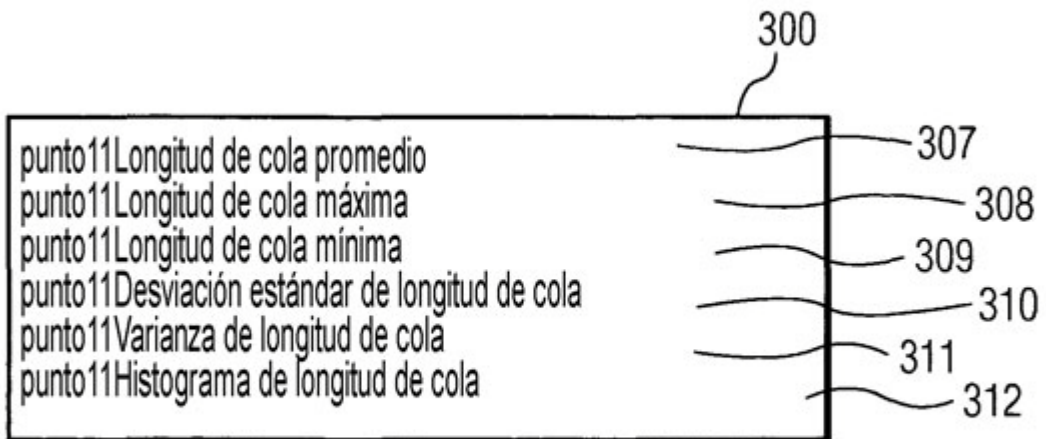 300
punto11Longitud de cola promedio 307
punto11Longitud de cola máxima 308
punto11Longitud de cola mínima 309
punto11Desviación estándar de longitud de cola 310
punto11Varianza de longitud de cola 311
punto11Histograma de longitud de cola 312